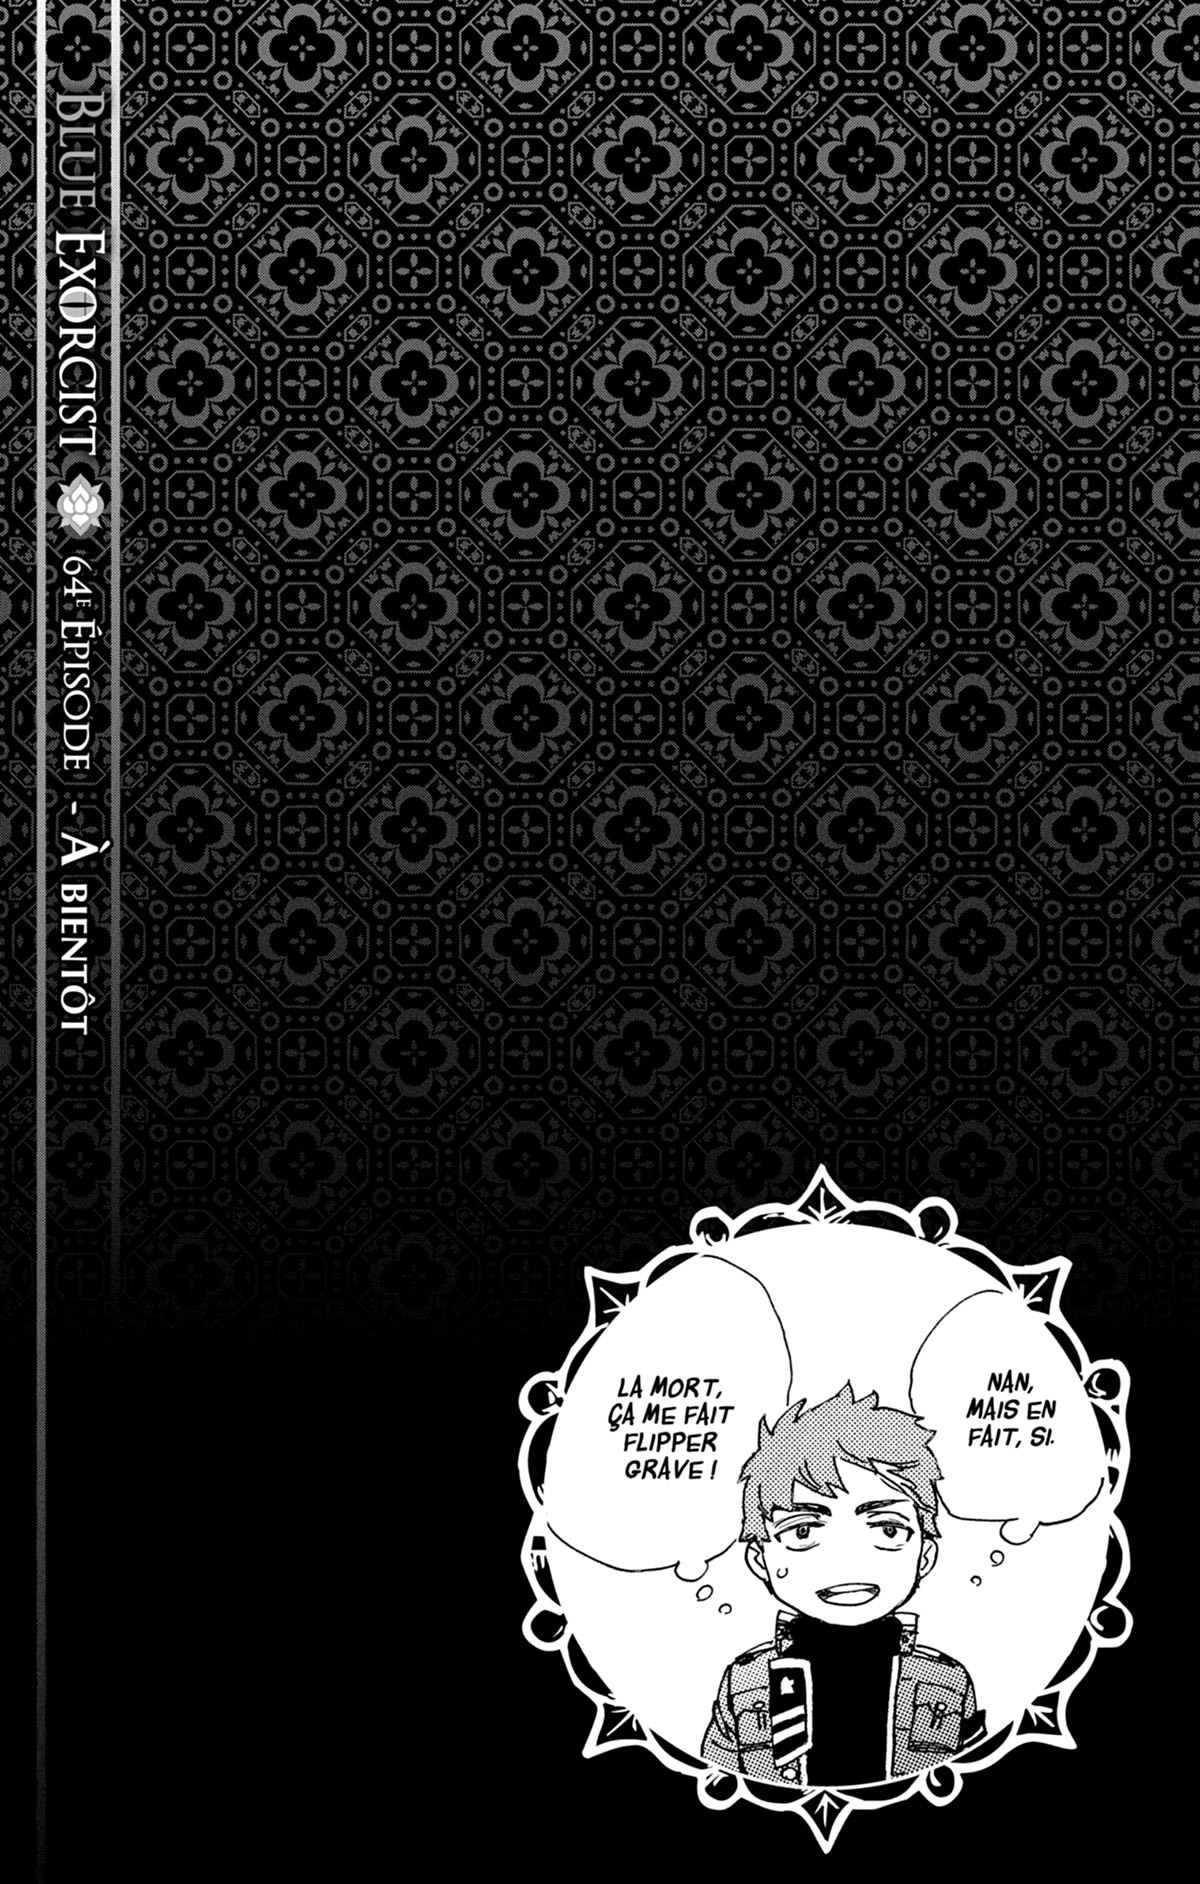 Blue Exorcist 64e Épisode - À bientôt
NAN,
MAIS EN
FAIT, SI.
LA MORT,
ÇA ME FAIT
FLIPPER
GRAVE !